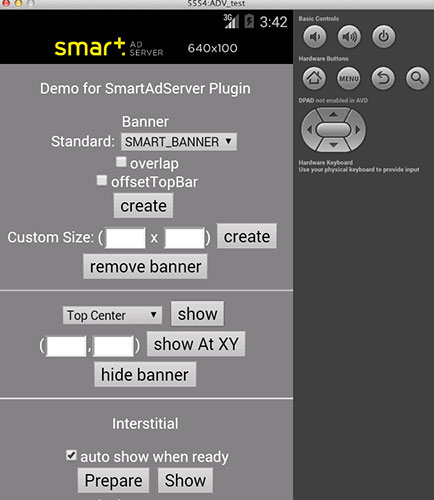 5554:ADV_test
3G 3:42
smart AD SERVER 640x100
Demo for SmartAdServer Plugin
Banner
Standard: SMART_BANNER
overlap
offsetTopBar
create
Custom Size: ( x ) create
remove banner
Top Center show
( , ) show At XY
hide banner
Interstitial
auto show when ready
Prepare Show
Basic Controls
Hardware Buttons
MENU
DPAD not enabled in AVD
Hardware Keyboard
Use your physical keyboard to provide input